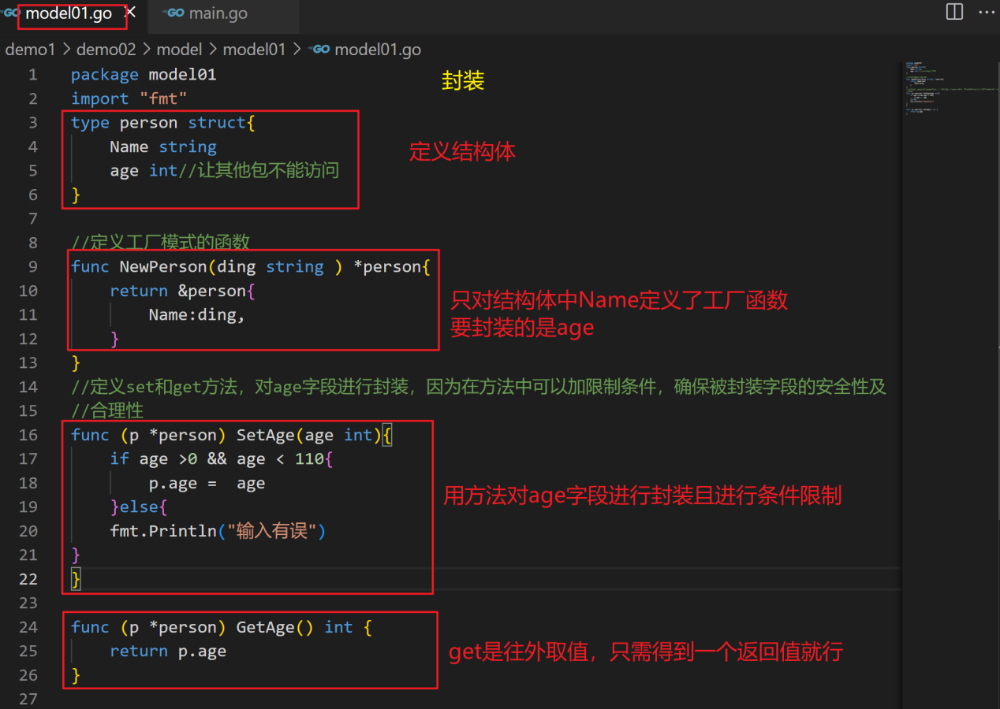 GO model01.go × GO main.go
demo1 > demo02 > model > model01 > GO model01.go
1 package model01
封装
2 import "fmt"
3 type person struct{
4 Name string
定义结构体
5 age int//让其他包不能访问
6 }
7
8 //定义工厂模式的函数
9 func NewPerson(ding string ) *person{
10 return &person{
只对结构体中Name定义了工厂函数
11 Name:ding,
要封装的是age
12 }
13 }
14 //定义set和get方法，对age字段进行封装，因为在方法中可以加限制条件，确保被封装字段的安全性及
15 //合理性
16 func (p *person) SetAge(age int){
17 if age >0 && age < 110{
18 p.age =  age
用方法对age字段进行封装且进行条件限制
19 }else{
20 fmt.Println("输入有误")
21 }
22 }
23
24 func (p *person) GetAge() int {
25 return p.age
get是往外取值，只需得到一个返回值就行
26 }
27